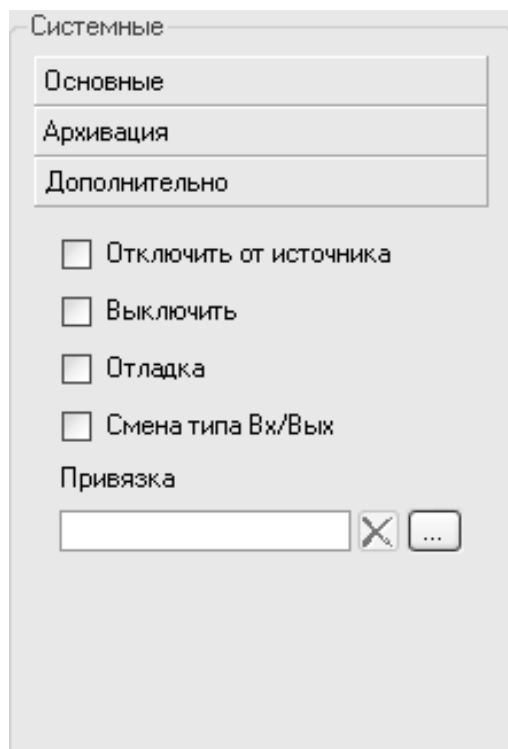 Системные
Основные
Архивация
Дополнительно
Отключить от источника
Выключить
Отладка
Смена типа Вх/Вых
Привязка
...